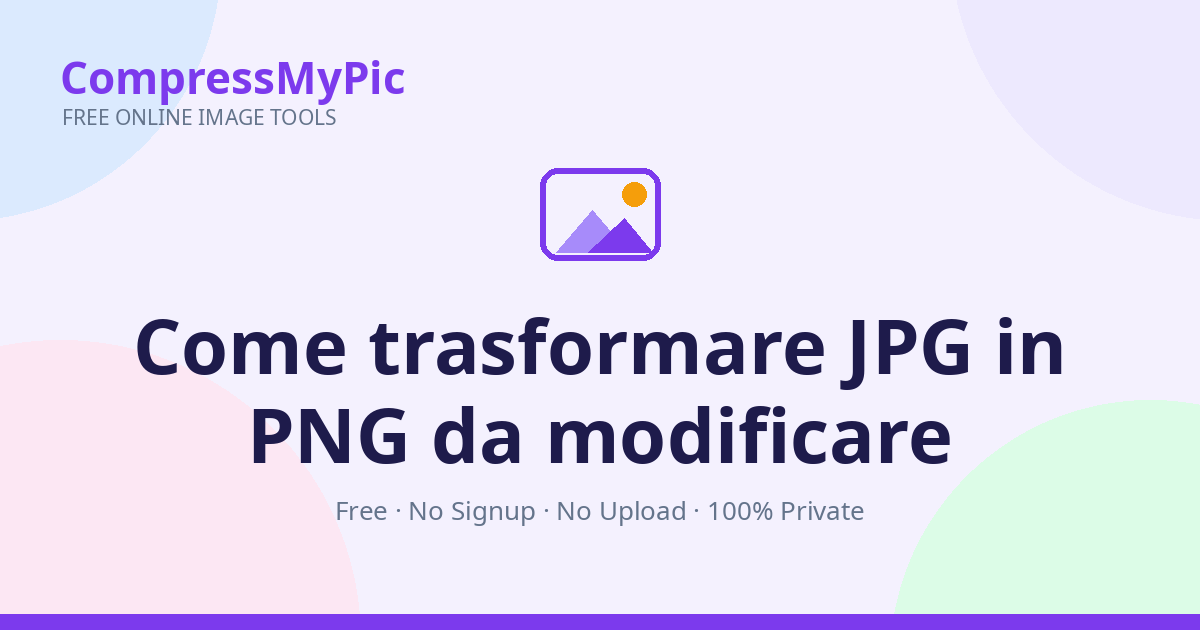 CompressMyPic
FREE ONLINE IMAGE TOOLS
Come trasformare JPG in
PNG da modificare
Free · No Signup · No Upload · 100% Private